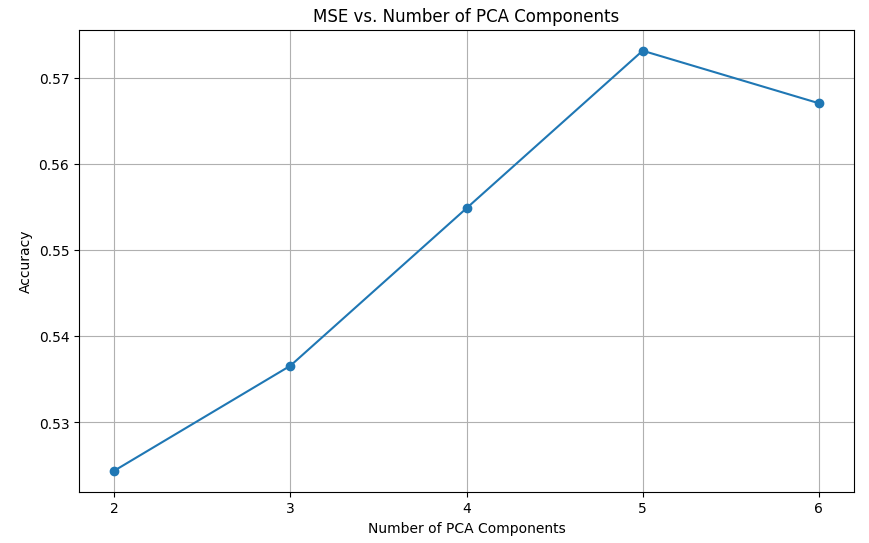 MSE vs. Number of PCA Components
0.57
0.56
0.55
0.54
0.53
Accuracy
2 3 4 5 6
Number of PCA Components